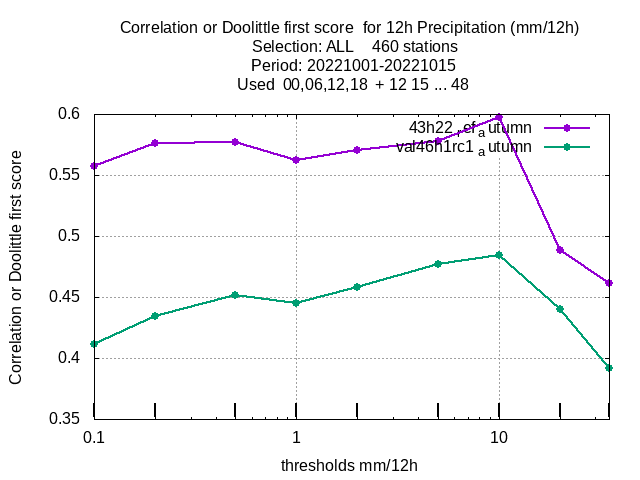 Correlation or Doolittle first score for 12h Precipitation (mm/12h)
Selection: ALL 460 stations
Period: 20221001-20221015
Used 00,06,12,18 + 12 15 ... 48
0.6
43h22_ref_autumn
val46h1rc1_autumn
0.55
0.5
0.45
0.4
0.35
0.1 1 10
Correlation or Doolittle first score
thresholds mm/12h